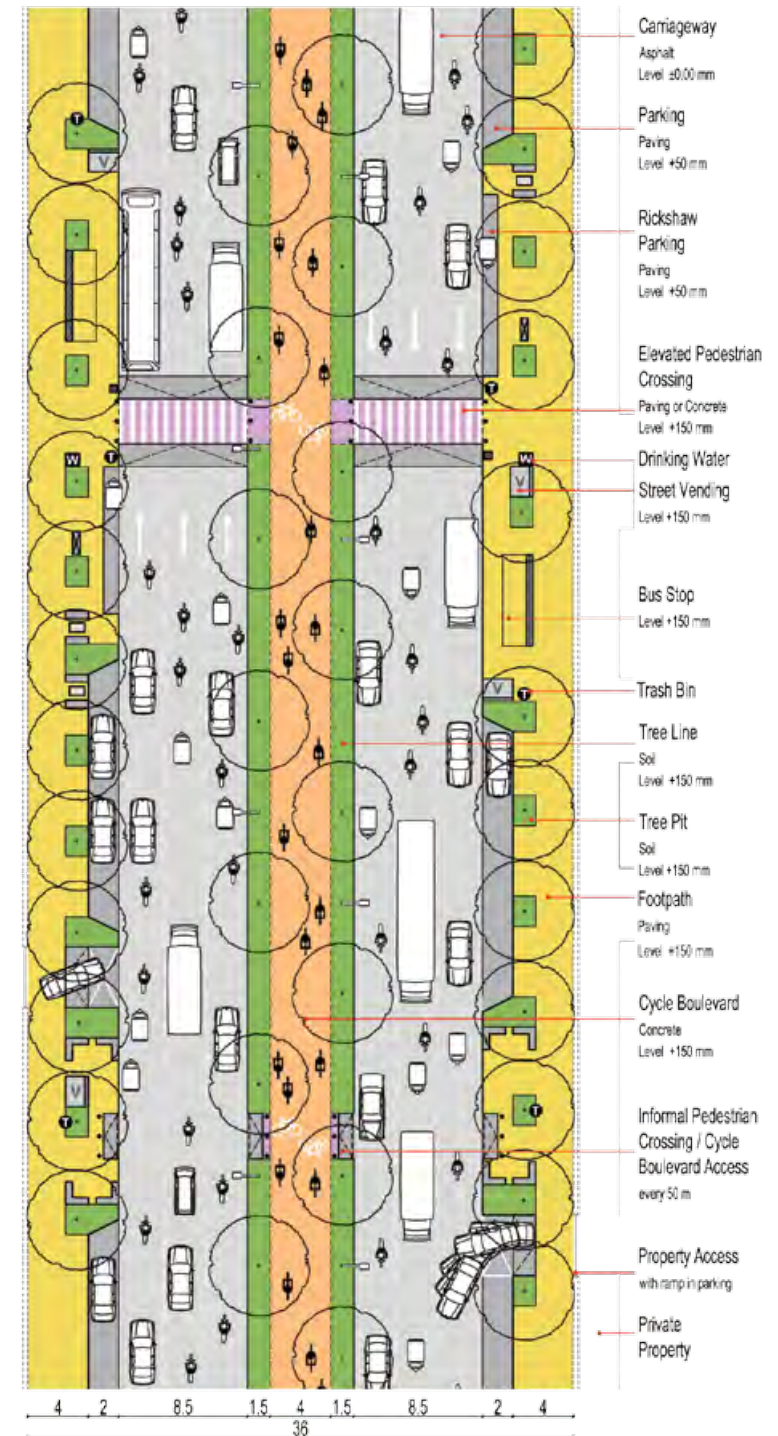 Carriageway
Asphalt
Level ±0.00 mm
Parking
Paving
Level +50 mm
Rickshaw
Parking
Paving
Level +50 mm
Elevated Pedestrian
Crossing
Paving or Concrete
Level +150 mm
Drinking Water
Street Vending
Level +150 mm
Bus Stop
Level +150 mm
Trash Bin
Tree Line
Soil
Level +150 mm
Tree Pit
Soil
Level +150 mm
Footpath
Paving
Level +150 mm
Cycle Boulevard
Concrete
Level +150 mm
Informal Pedestrian
Crossing / Cycle
Boulevard Access
every 50 m
Property Access
with ramp in parking
Private
Property
T
V
T
W
T
W
V
V
T
V
T
T
4 2 8.5 1.5 4 1.5 8.5 2 4
36